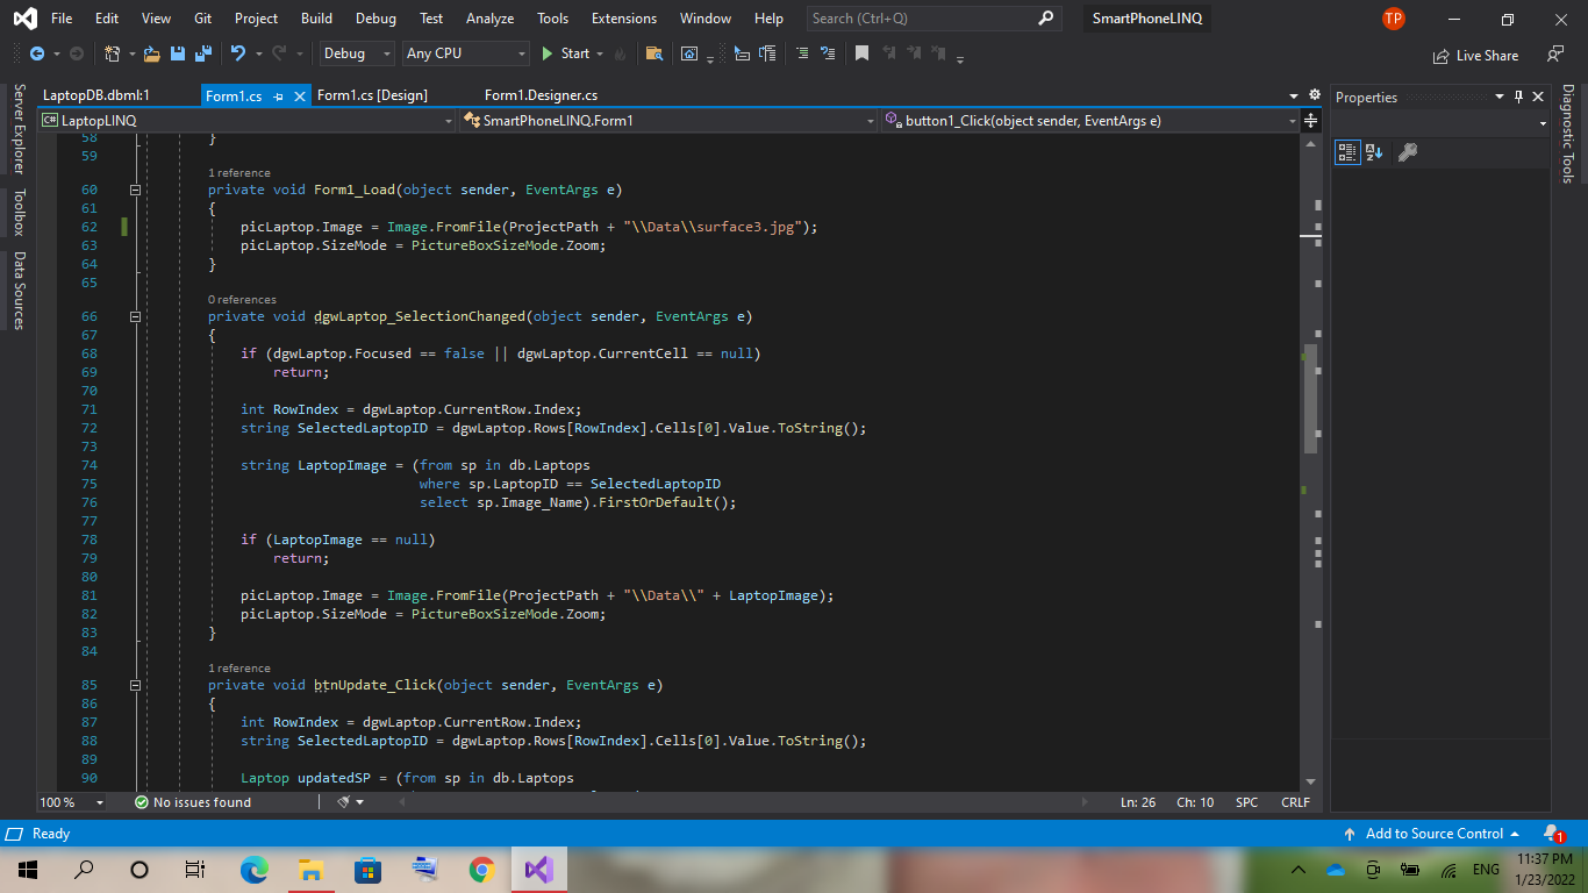 File Edit View Git Project Build Debug Test Analyze Tools Extensions Window Help Search (Ctrl+Q) SmartPhoneLINQ TP
Debug Any CPU Start Live Share
LaptopDB.dbml:1 Form1.cs Form1.cs [Design] Form1.Designer.cs
C# LaptopLINQ SmartPhoneLINQ.Form1 button1_Click(object sender, EventArgs e)
Server Explorer
Toolbox
Data Sources
58 }
59
1 reference
60 private void Form1_Load(object sender, EventArgs e)
61 {
62 picLaptop.Image = Image.FromFile(ProjectPath + "\\Data\\surface3.jpg");
63 picLaptop.SizeMode = PictureBoxSizeMode.Zoom;
64 }
65
0 references
66 private void dgwLaptop_SelectionChanged(object sender, EventArgs e)
67 {
68 if (dgwLaptop.Focused == false || dgwLaptop.CurrentCell == null)
69 return;
70
71 int RowIndex = dgwLaptop.CurrentRow.Index;
72 string SelectedLaptopID = dgwLaptop.Rows[RowIndex].Cells[0].Value.ToString();
73
74 string LaptopImage = (from sp in db.Laptops
75 where sp.LaptopID == SelectedLaptopID
76 select sp.Image_Name).FirstOrDefault();
77
78 if (LaptopImage == null)
79 return;
80
81 picLaptop.Image = Image.FromFile(ProjectPath + "\\Data\\" + LaptopImage);
82 picLaptop.SizeMode = PictureBoxSizeMode.Zoom;
83 }
84
1 reference
85 private void btnUpdate_Click(object sender, EventArgs e)
86 {
87 int RowIndex = dgwLaptop.CurrentRow.Index;
88 string SelectedLaptopID = dgwLaptop.Rows[RowIndex].Cells[0].Value.ToString();
89
90 Laptop updatedSP = (from sp in db.Laptops
Properties
Diagnostic Tools
100 % No issues found Ln: 26 Ch: 10 SPC CRLF
Ready Add to Source Control 1
ENG 11:37 PM
1/23/2022